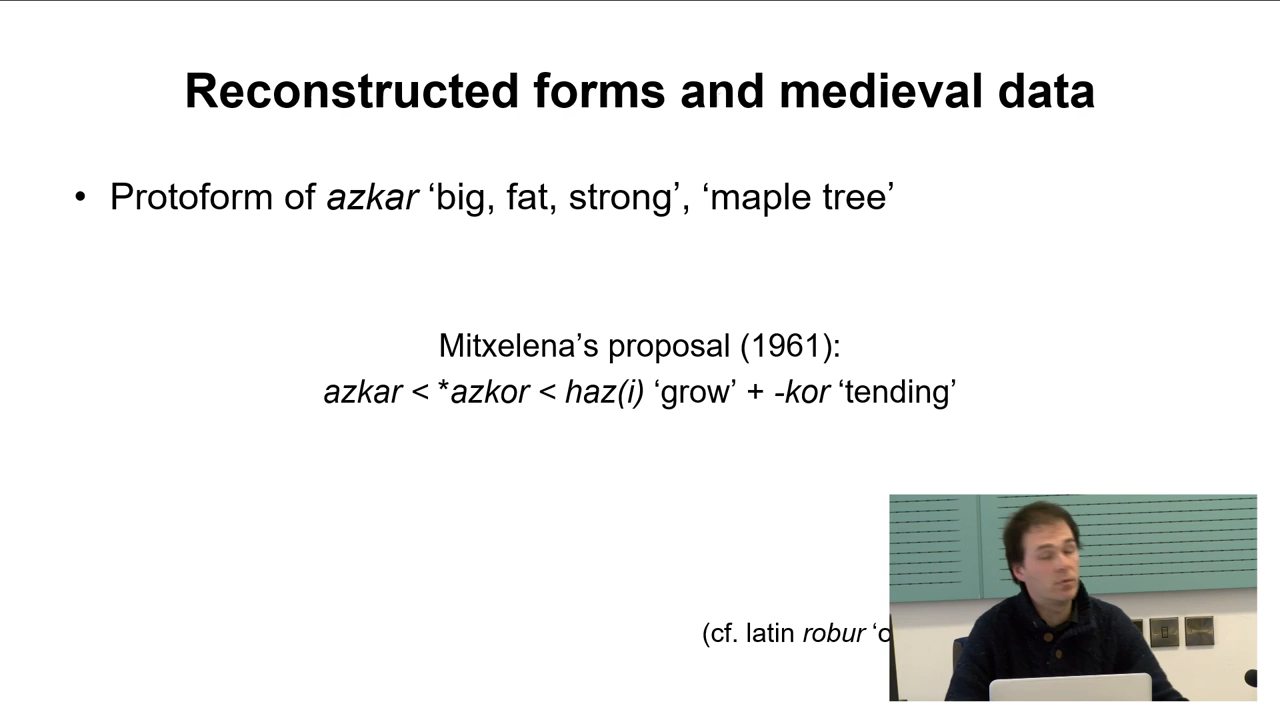 Reconstructed forms and medieval data
• Protoform of azkar ‘big, fat, strong’, ‘maple tree’
Mitxelena’s proposal (1961):
azkar < *azkor < haz(i) ‘grow’ + -kor ‘tending’
(cf. latin robur